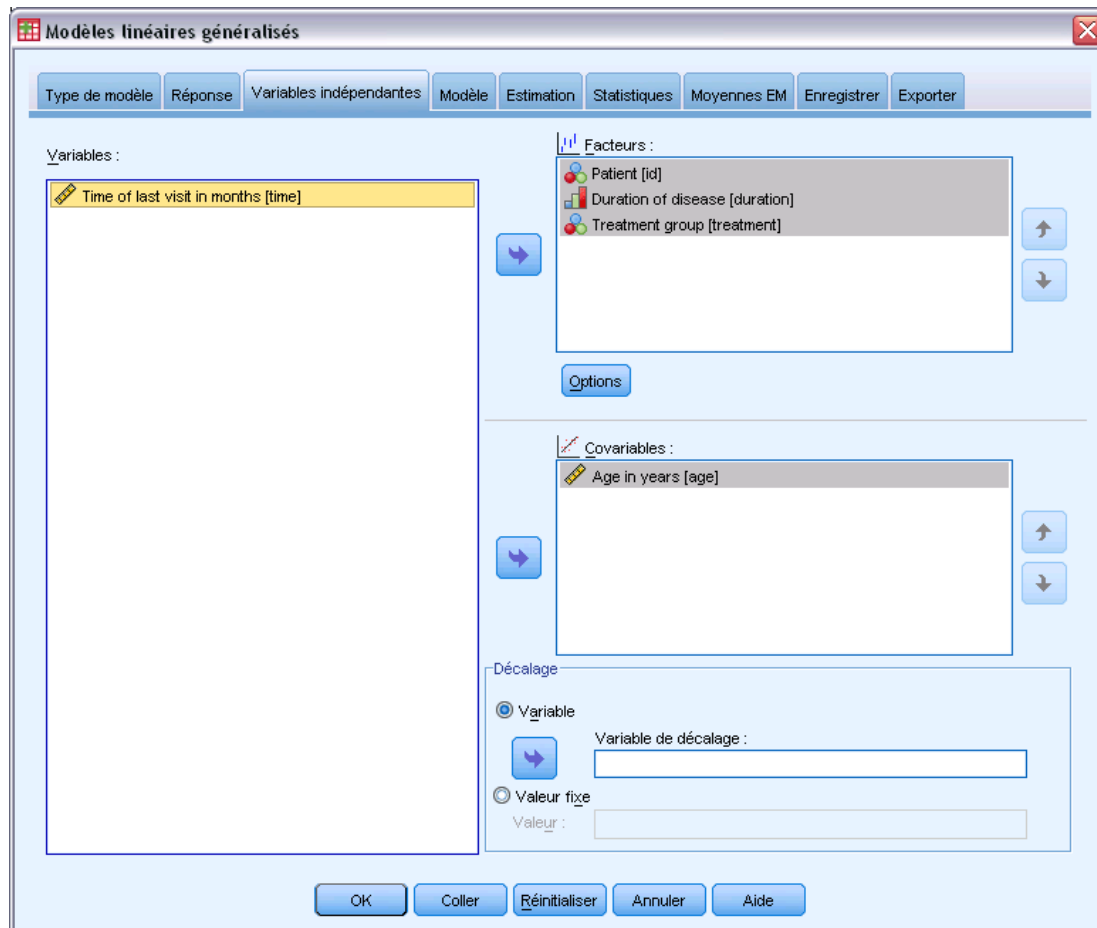 Modèles linéaires généralisés
Type de modèle Réponse Variables indépendantes Modèle Estimation Statistiques Moyennes EM Enregistrer Exporter
Variables :
Time of last visit in months [time]
Facteurs :
Patient [id]
Duration of disease [duration]
Treatment group [treatment]
Options
Covariables :
Age in years [age]
Décalage
Variable
Variable de décalage :
Valeur fixe
Valeur :
OK Coller Réinitialiser Annuler Aide